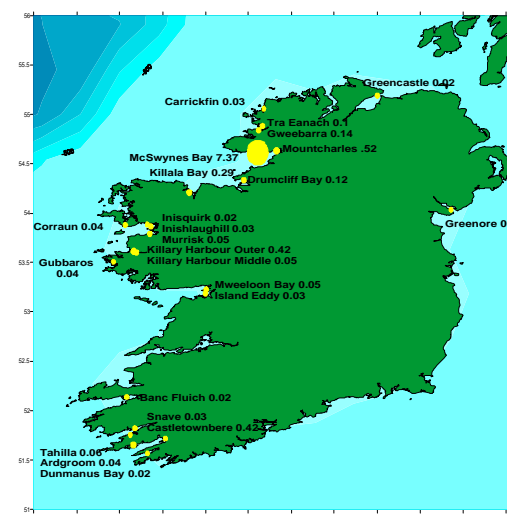 56
55.5
55
54.5
54
53.5
53
52.5
52
51.5
51
Greencastle 0.02
Carrickfin 0.03
Tra Eanach 0.1
Gweebarra 0.14
Mountcharles .52
McSwynes Bay 7.37
Killala Bay 0.29
Drumcliff Bay 0.12
Inisquirk 0.02
Corraun 0.04
Inishlaughill 0.03
Greenore 0
Murrisk 0.05
Killary Harbour Outer 0.42
Killary Harbour Middle 0.05
Gubbaros
0.04
Mweeloon Bay 0.05
Island Eddy 0.03
Banc Fluich 0.02
Snave 0.03
Castletownbere 0.42
Tahilla 0.06
Ardgroom 0.04
Dunmanus Bay 0.02